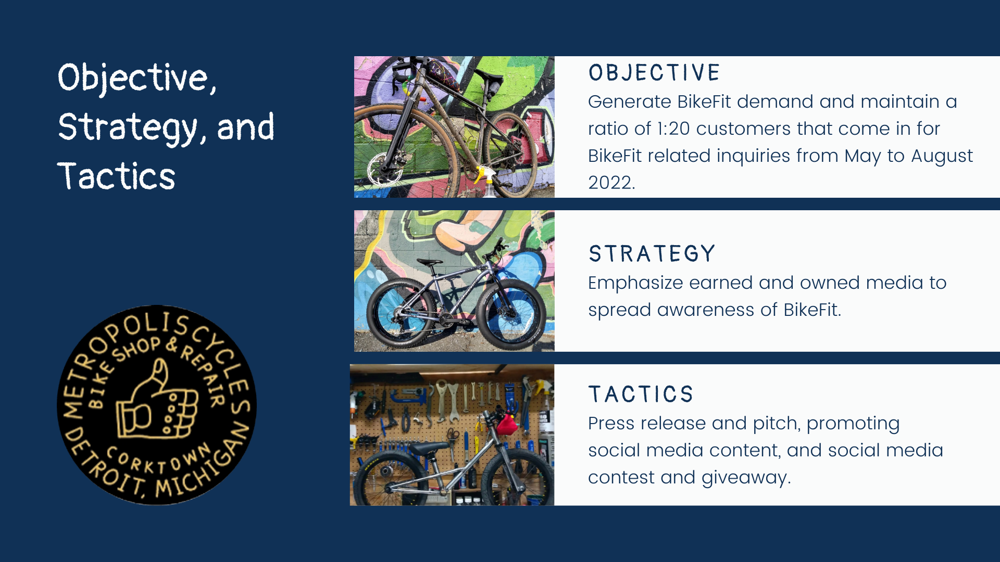 Objective,
Strategy, and
Tactics
METROPOLIS CYCLES
BIKE SHOP & REPAIR
CORKTOWN
DETROIT, MICHIGAN
OBJECTIVE
Generate BikeFit demand and maintain a
ratio of 1:20 customers that come in for
BikeFit related inquiries from May to August
2022.
STRATEGY
Emphasize earned and owned media to
spread awareness of BikeFit.
TACTICS
Press release and pitch, promoting
social media content, and social media
contest and giveaway.